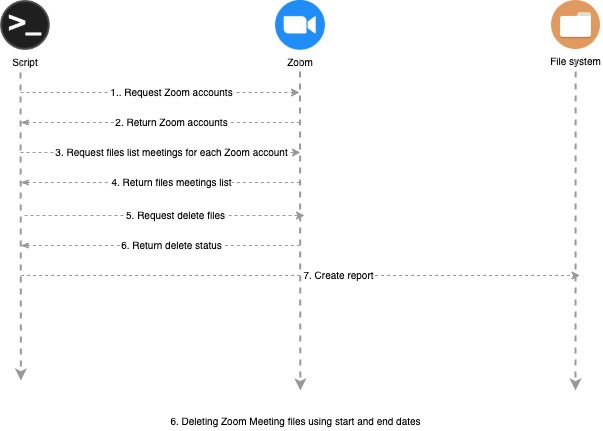 >_
Script
Zoom
File system
1.. Request Zoom accounts
2. Return Zoom accounts
3. Request files list meetings for each Zoom account
4. Return files meetings list
5. Request delete files
6. Return delete status
7. Create report
6. Deleting Zoom Meeting files using start and end dates